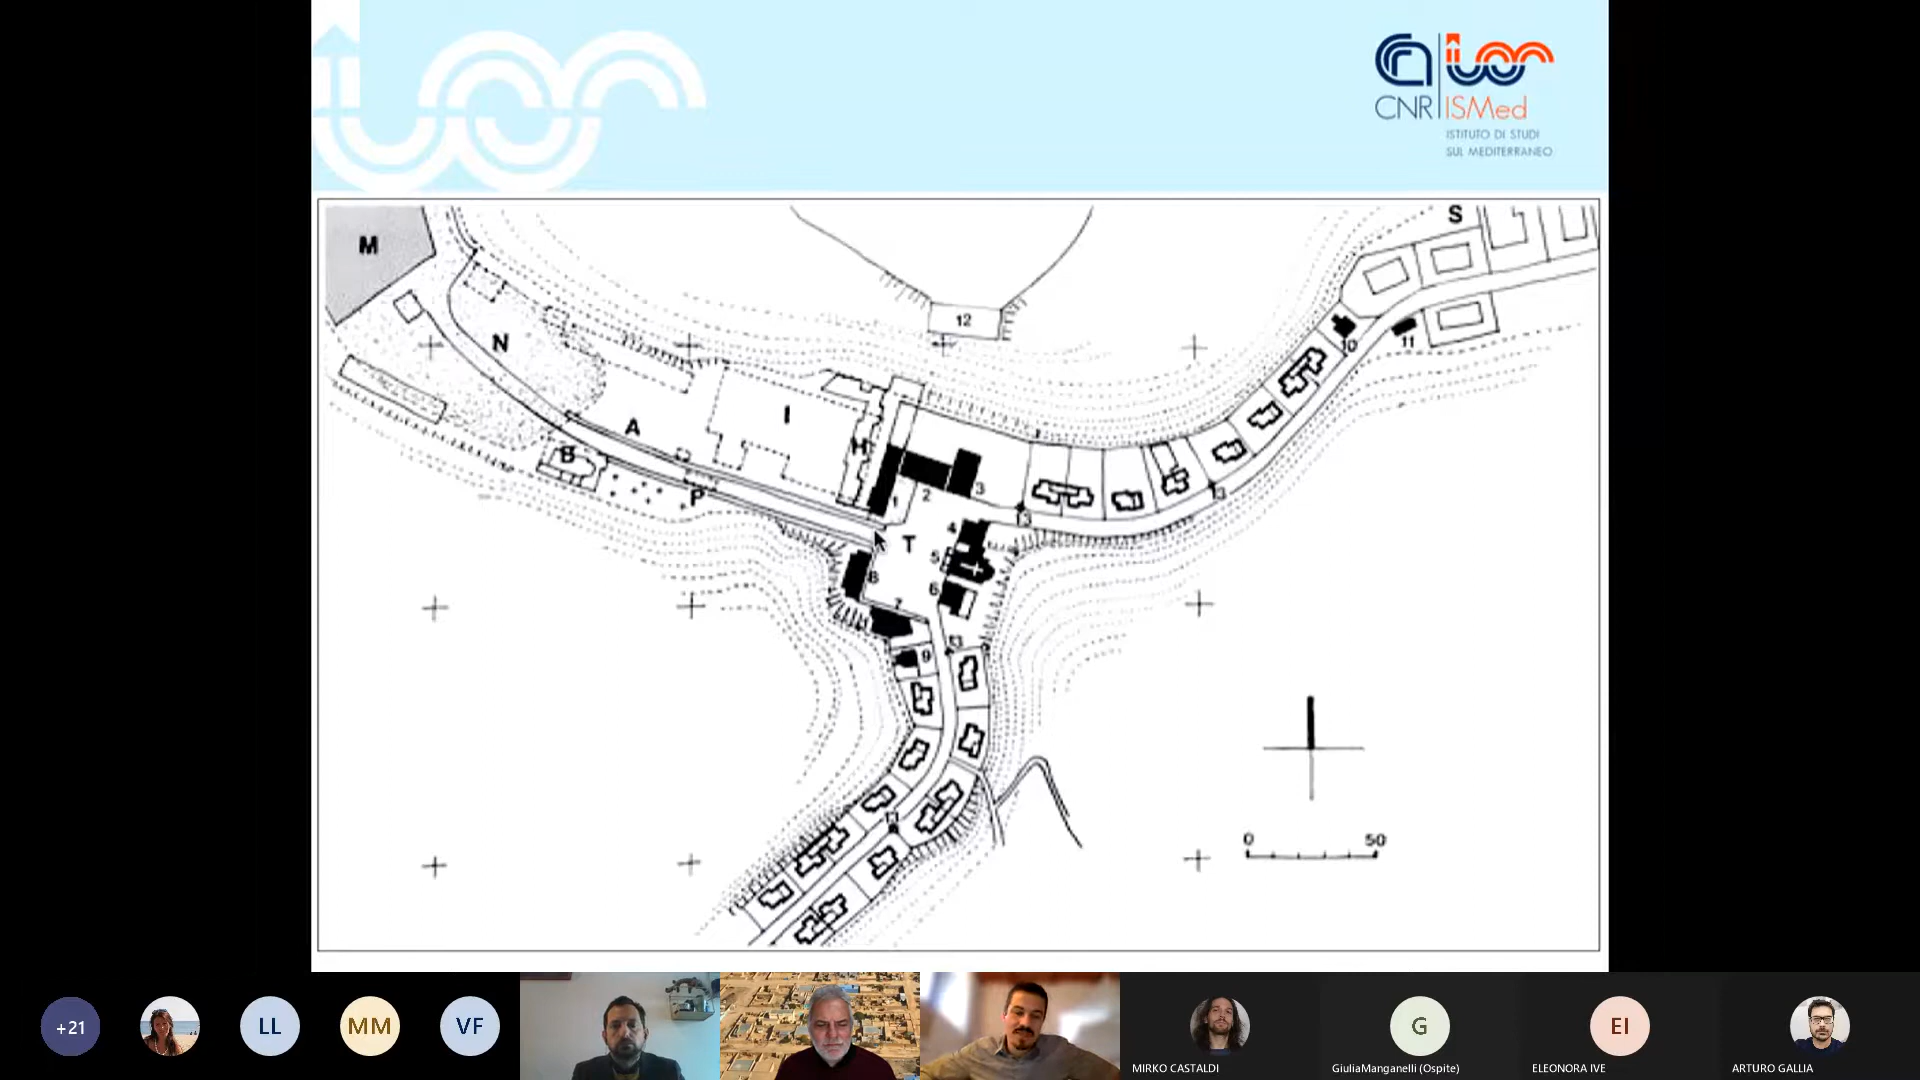 CNR ISMed
ISTITUTO DI STUDI
SUL MEDITERRANEO
M
S
12
N
10
11
I
A
H
B
P
1
2
3
13
13
4
T
5
8
6
7
13
9
13
0 50
+21
LL
MM
VF
G
EI
MIRKO CASTALDI
GiuliaManganelli (Ospite)
ELEONORA IVE
ARTURO GALLIA